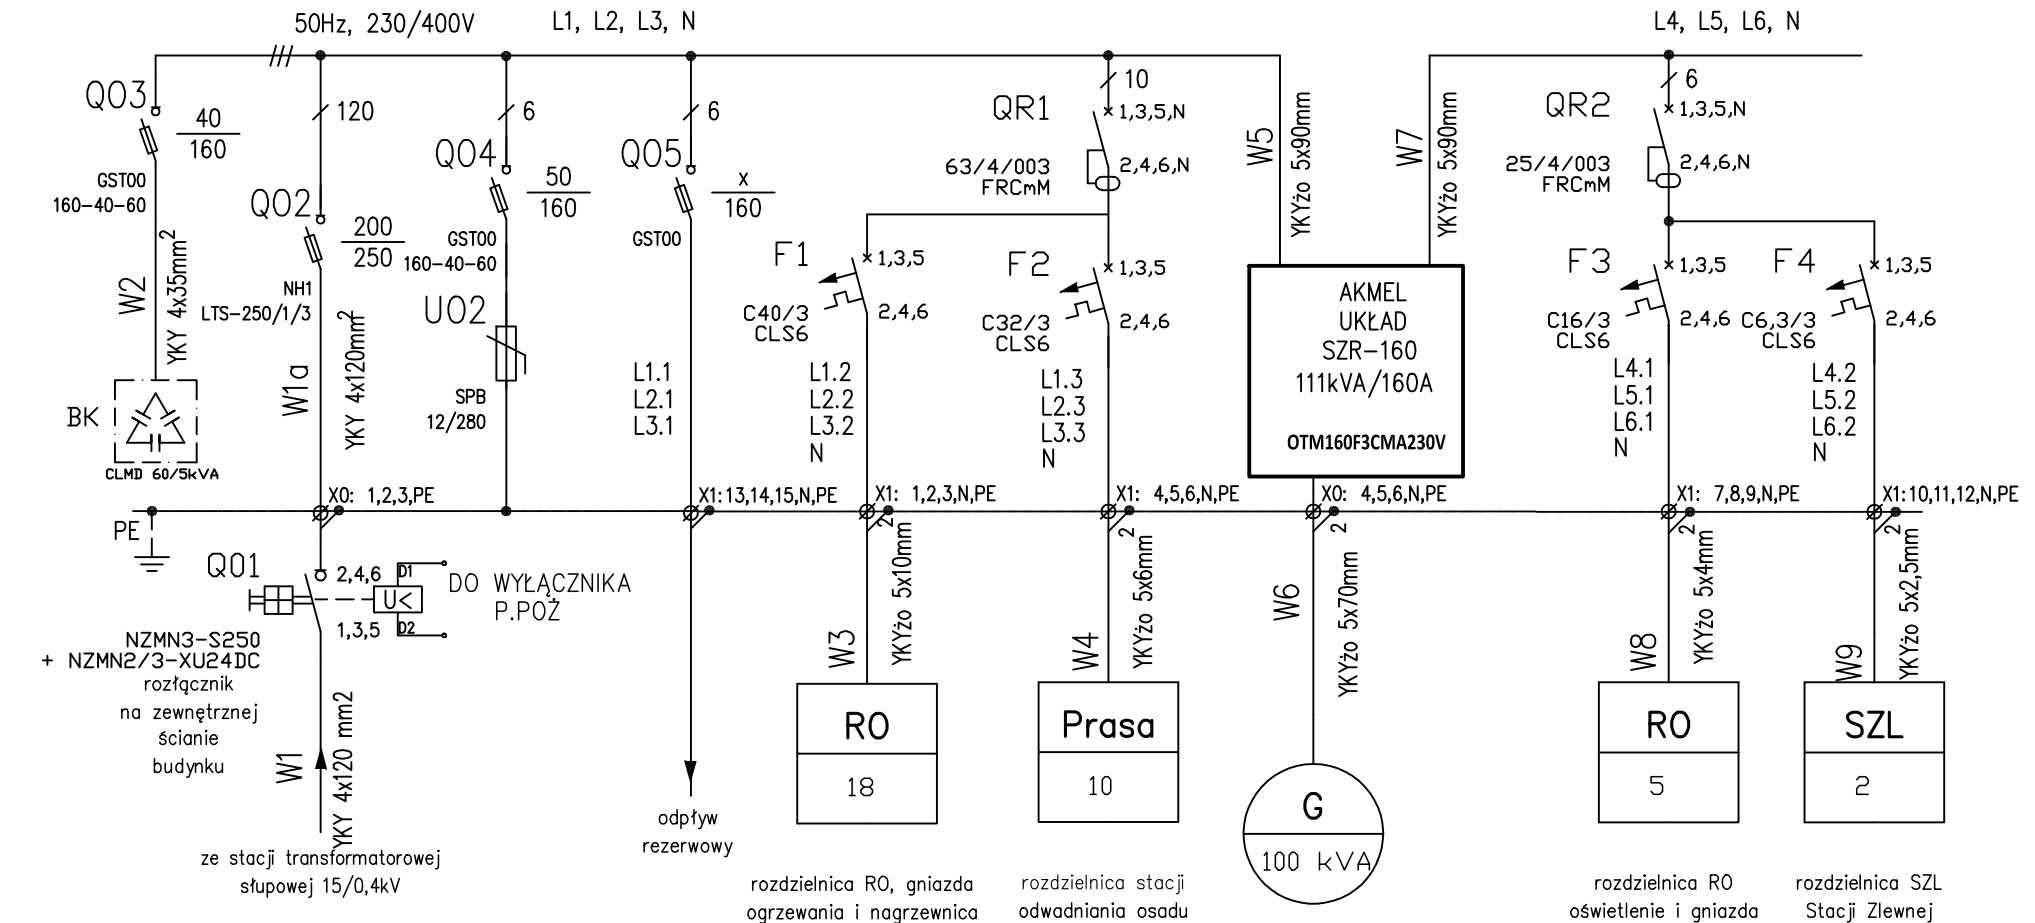 50Hz, 230/400V
L1, L2, L3, N
L4, L5, L6, N
Q03
40
160
GST00
160-40-60
W2
YKY 4x35mm²
BK
CLMD 60/5kVA
PE
120
Q02
200
250
NH1
LTS-250/1/3
W1a
YKY 4x120mm²
X0: 1,2,3,PE
Q01
2,4,6
1,3,5
D1
U<
D2
DO WYŁĄCZNIKA
P.POŻ
NZMN3-S250
+ NZMN2/3-XU24DC
rozłącznik
na zewnętrznej
ścianie
budynku
W1
YKY 4x120 mm2
ze stacji transformatorowej
słupowej 15/0,4kV
6
Q04
50
160
GST00
160-40-60
U02
SPB
12/280
6
Q05
x
160
GST00
L1.1
L2.1
L3.1
X1:13,14,15,N,PE
odpływ
rezerwowy
10
QR1
1,3,5,N
2,4,6,N
63/4/003
FRCmM
F1
1,3,5
2,4,6
C40/3
CLS6
L1.2
L2.2
L3.2
N
X1: 1,2,3,N,PE
2
W3
YKYżo 5x10mm
RO
18
rozdzielnica RO, gniazda
ogrzewania i nagrzewnica
F2
1,3,5
2,4,6
C32/3
CLS6
L1.3
L2.3
L3.3
N
X1: 4,5,6,N,PE
2
W4
YKYżo 5x6mm
Prasa
10
rozdzielnica stacji
odwadniania osadu
W5
YKYżo 5x90mm
W7
YKYżo 5x90mm
AKMEL
UKŁAD
SZR-160
111kVA/160A
OTM160F3CMA230V
X0: 4,5,6,N,PE
2
W6
YKYżo 5x70mm
G
100 kVA
6
QR2
1,3,5,N
2,4,6,N
25/4/003
FRCmM
F3
1,3,5
2,4,6
C16/3
CLS6
L4.1
L5.1
L6.1
N
X1: 7,8,9,N,PE
2
W8
YKYżo 5x4mm
RO
5
rozdzielnica RO
oświetlenie i gniazda
F4
1,3,5
2,4,6
C6,3/3
CLS6
L4.2
L5.2
L6.2
N
X1:10,11,12,N,PE
2
W9
YKYżo 5x2,5mm
SZL
2
rozdzielnica SZL
Stacji Zlewnej